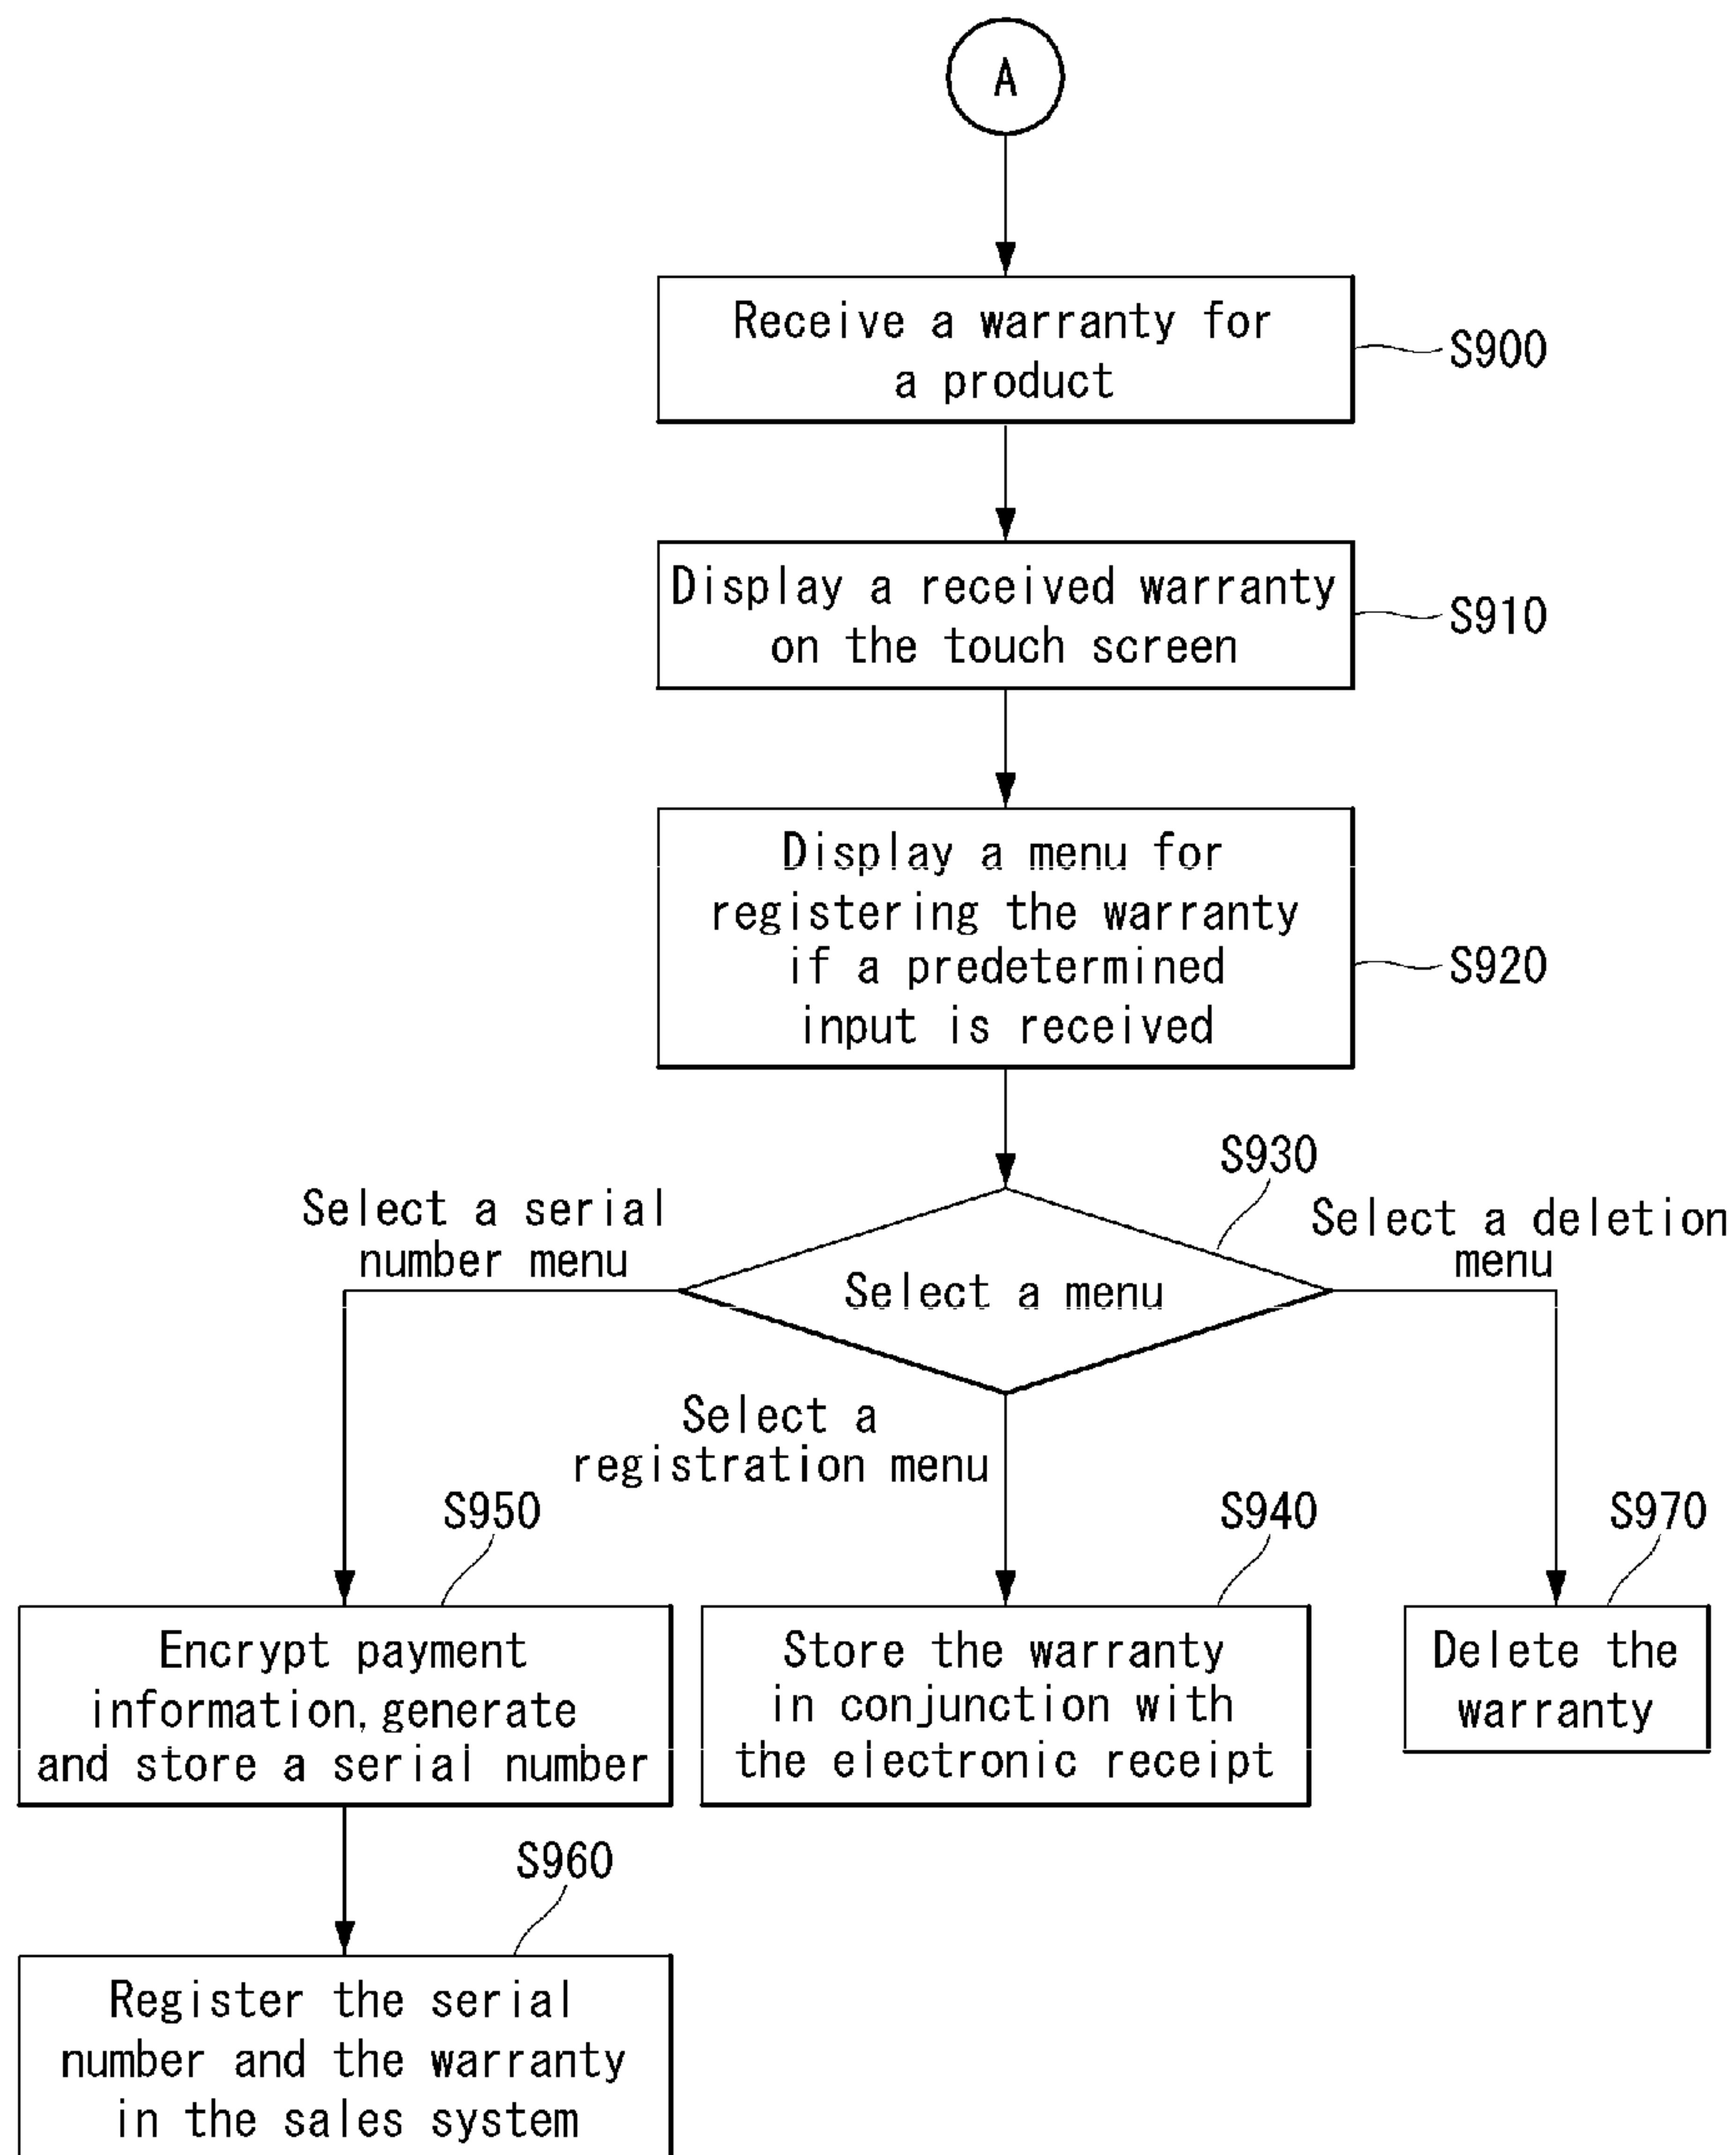 A
Receive a warranty for
a product
S900
Display a received warranty
on the touch screen
S910
Display a menu for
registering the warranty
if a predetermined
input is received
S920
S930
Select a serial
number menu
Select a menu
Select a deletion
menu
Select a
registration menu
S950
Encrypt payment
information, generate
and store a serial number
S940
Store the warranty
in conjunction with
the electronic receipt
S970
Delete the
warranty
S960
Register the serial
number and the warranty
in the sales system